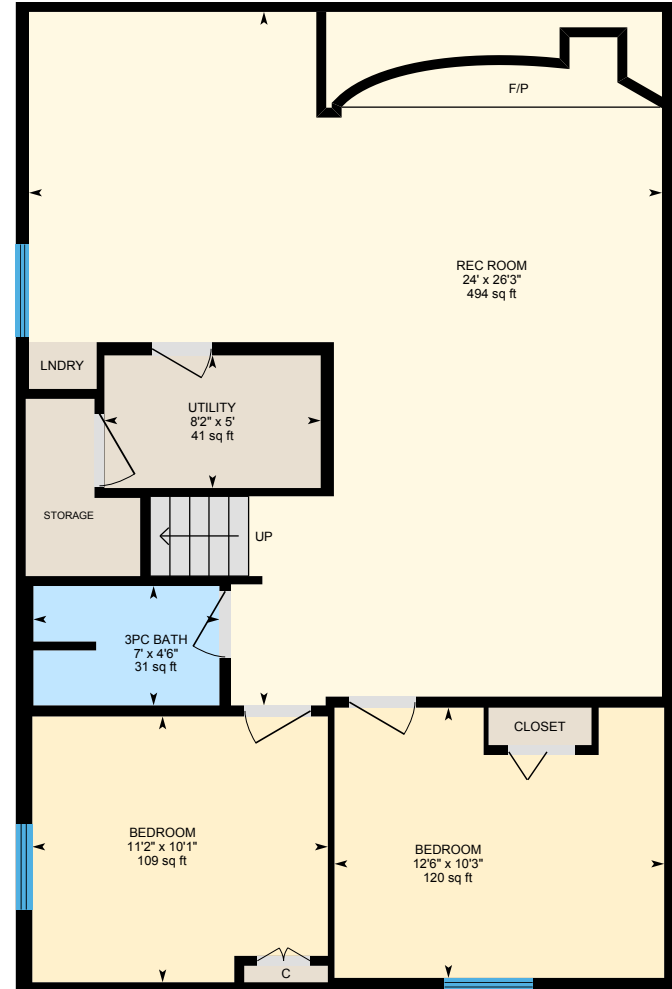 F/P
REC ROOM
24' x 26'3"
494 sq ft
LNDRY
UTILITY
8'2" x 5'
41 sq ft
STORAGE
UP
3PC BATH
7' x 4'6"
31 sq ft
CLOSET
BEDROOM
11'2" x 10'1"
109 sq ft
BEDROOM
12'6" x 10'3"
120 sq ft
C